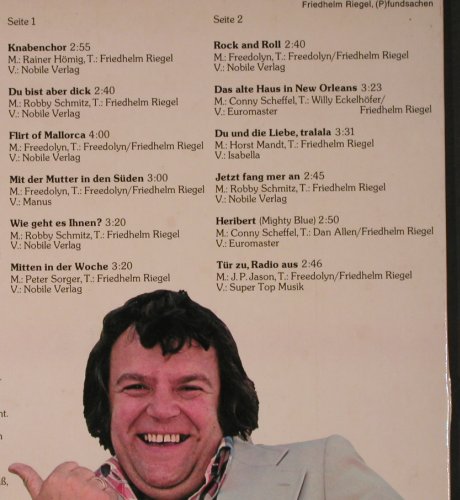 Friedhelm Riegel, (P)fundsachen
Seite 1
Knabenchor 2:55
M.: Rainer Hömig, T.: Friedhelm Riegel
V.: Nobile Verlag
Du bist aber dick 2:40
M.: Robby Schmitz, T.: Friedhelm Riegel
V.: Nobile Verlag
Flirt of Mallorca 4:00
M.: Freedolyn, T.: Freedolyn/Friedhelm Riegel
V.: Nobile Verlag
Mit der Mutter in den Süden 3:00
M.: Freedolyn, T.: Freedolyn/Friedhelm Riegel
V.: Manus
Wie geht es Ihnen? 3:20
M.: Robby Schmitz, T.: Friedhelm Riegel
V.: Nobile Verlag
Mitten in der Woche 3:20
M.: Peter Sorger, T.: Friedhelm Riegel
V.: Nobile Verlag
Seite 2
Rock and Roll 2:40
M.: Freedolyn, T.: Freedolyn/Friedhelm Riegel
V.: Nobile Verlag
Das alte Haus in New Orleans 3:23
M.: Conny Scheffel, T.: Willy Eckelhöfer/
V.: Euromaster Friedhelm Riegel
Du und die Liebe, tralala 3:31
M.: Horst Mandt, T.: Friedhelm Riegel
V.: Isabella
Jetzt fang mer an 2:45
M.: Robby Schmitz, T.: Friedhelm Riegel
V.: Nobile Verlag
Heribert (Mighty Blue) 2:50
M.: Conny Scheffel, T.: Dan Allen/Friedhelm Riegel
V.: Euromaster
Tür zu, Radio aus 2:46
M.: J. P. Jason, T.: Freedolyn/Friedhelm Riegel
V.: Super Top Musik